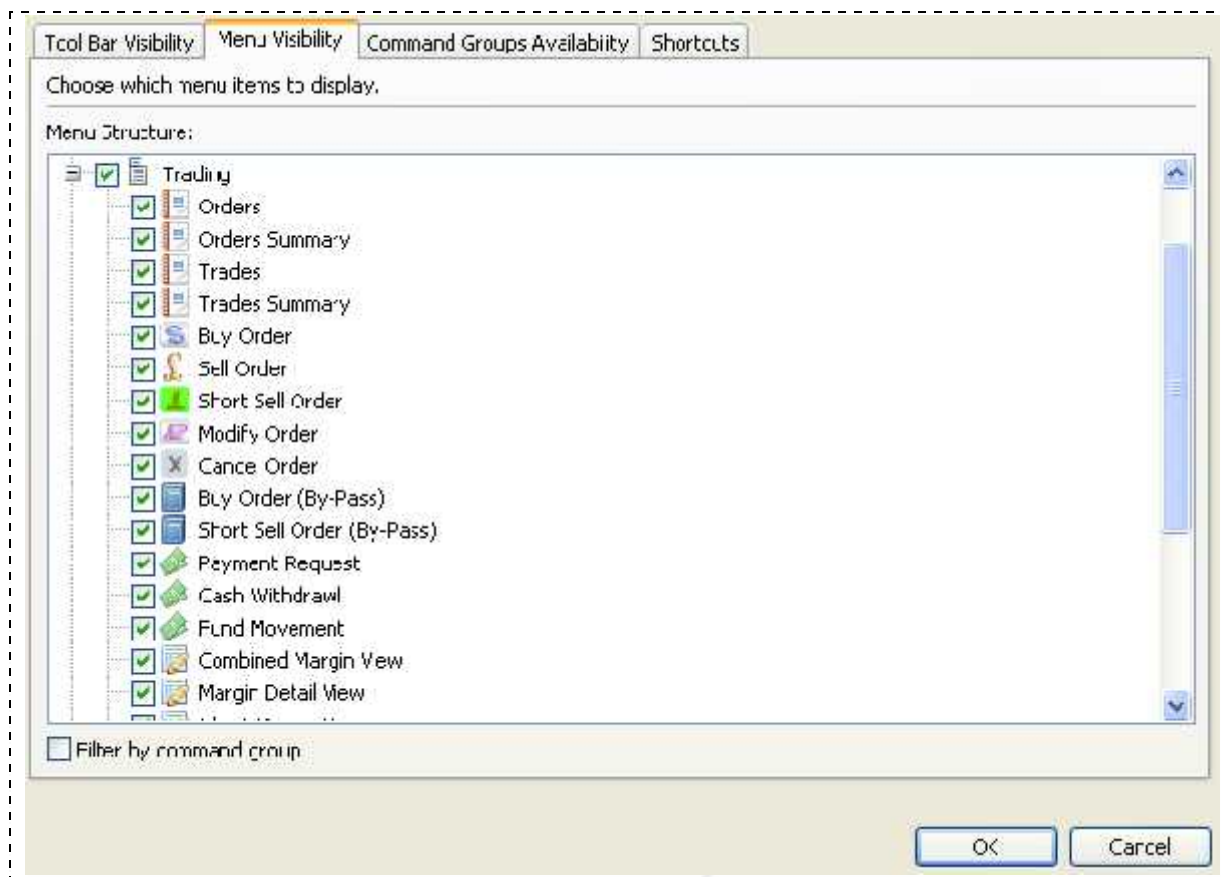 Tool Bar Visibility Menu Visibility Command Groups Availability Shortcuts
Choose which menu items to display.
Menu Structure:
Trading
Orders
Orders Summary
Trades
Trades Summary
Buy Order
Sell Order
Short Sell Order
Modify Order
Cancel Order
Buy Order (By-Pass)
Short Sell Order (By-Pass)
Payment Request
Cash Withdrawl
Fund Movement
Combined Margin View
Margin Detail View
Filter by command group
OK Cancel